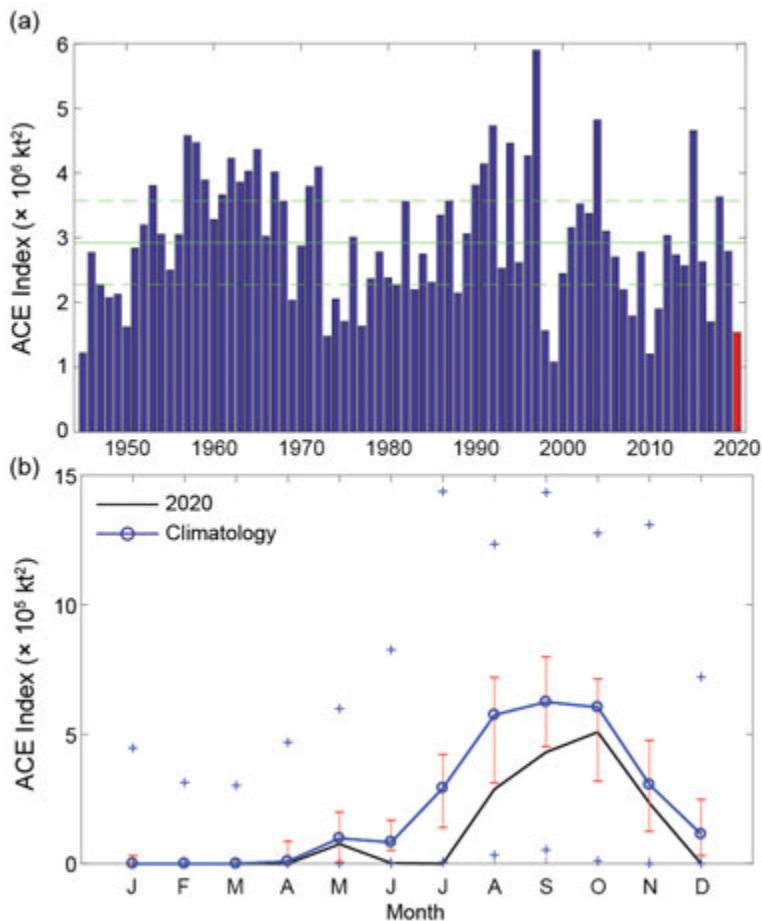 (a)
6
5
4
3
2
1
0
ACE Index (× 10⁶ kt²)
1950 1960 1970 1980 1990 2000 2010 2020
(b)
15
10
5
0
ACE Index (× 10⁵ kt²)
2020
Climatology
J F M A M J J A S O N D
Month